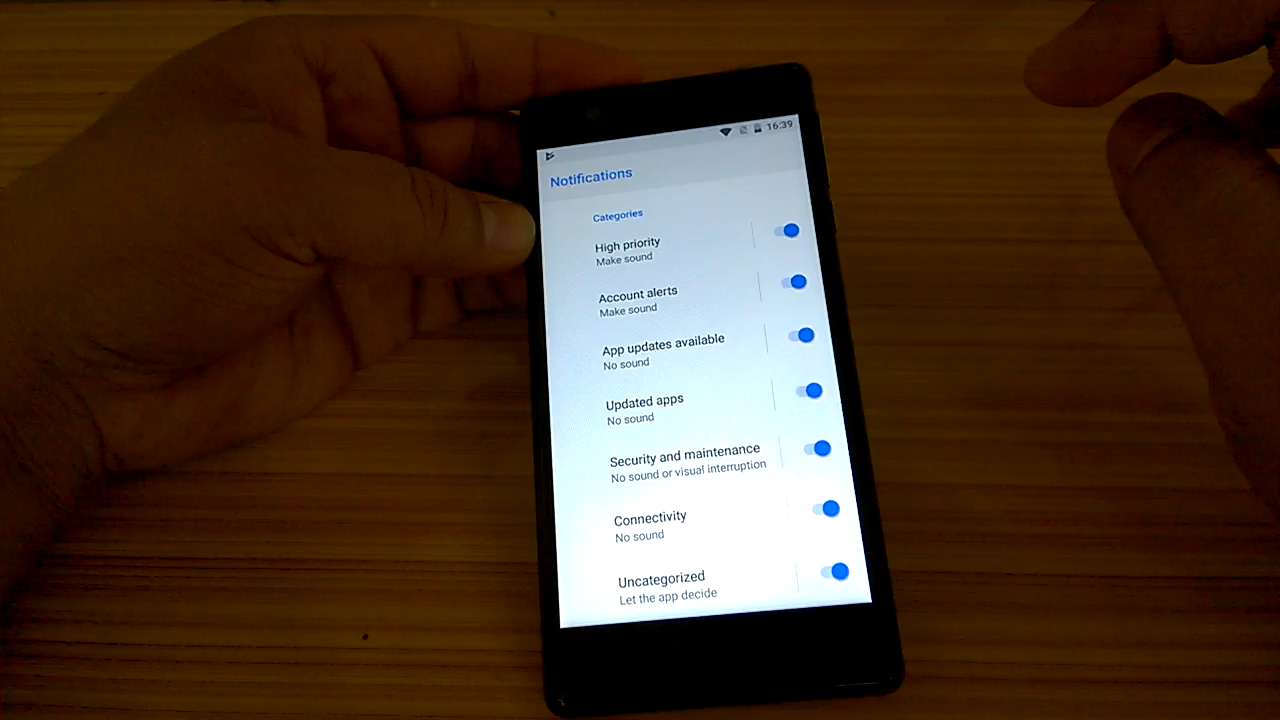 16:39
Notifications
Categories
High priority
Make sound
Account alerts
Make sound
App updates available
No sound
Updated apps
No sound
Security and maintenance
No sound or visual interruption
Connectivity
No sound
Uncategorized
Let the app decide